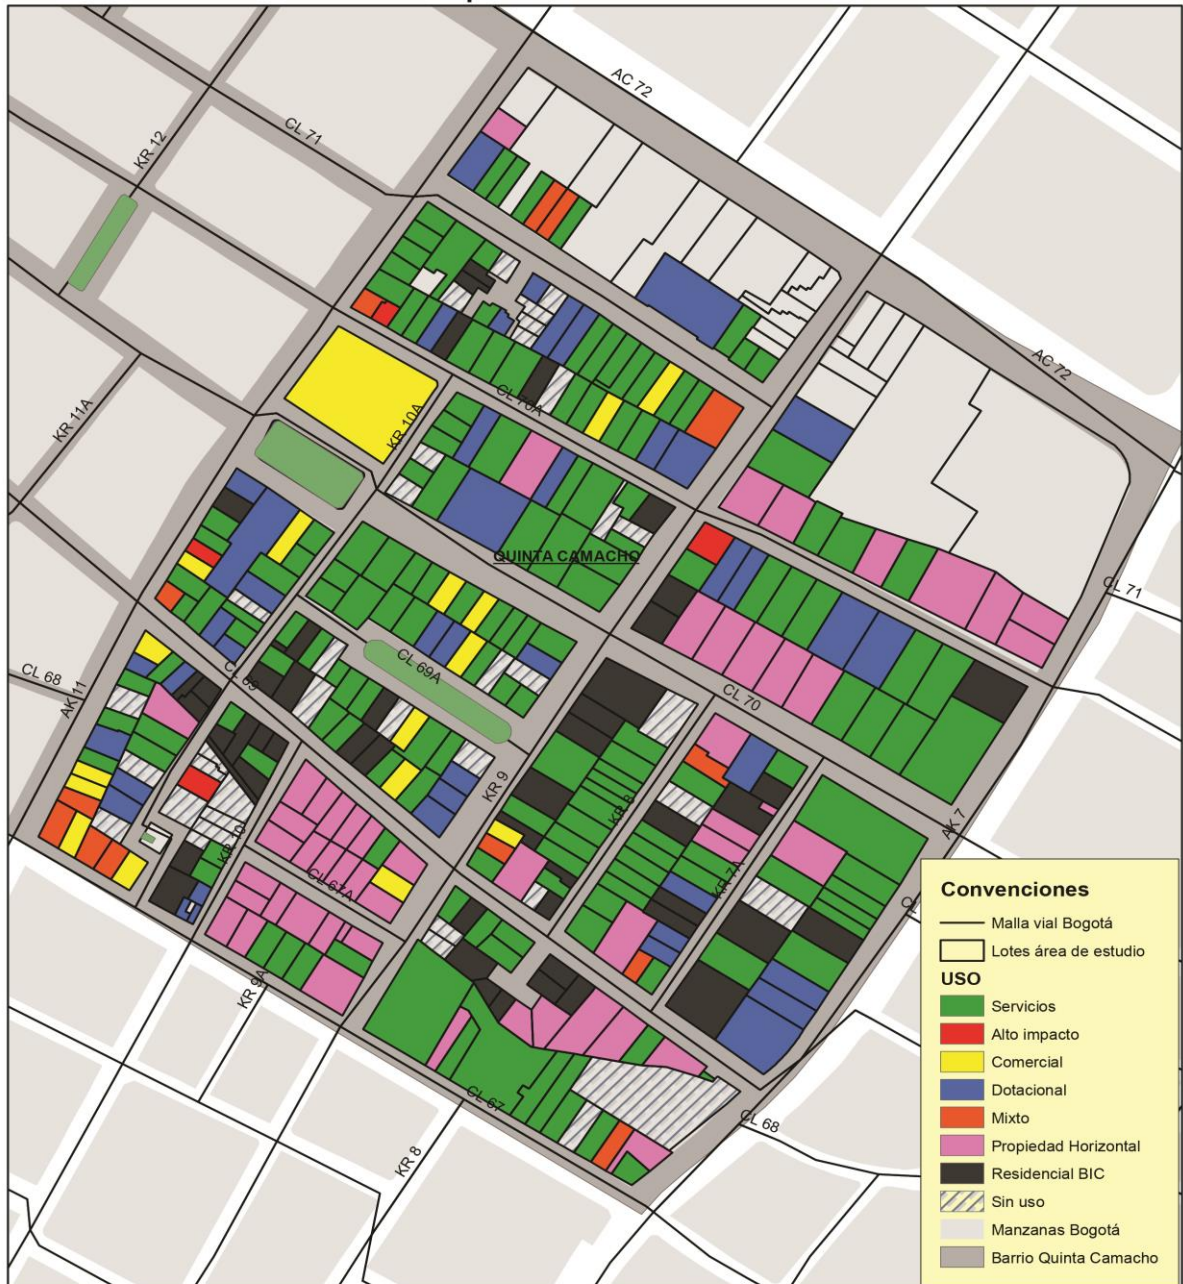 AC 72
CL 71
KR 12
AC 72
KR 11A
KR 10A
CL 70A
QUINTA CAMACHO
CL 71
CL 69A
CL 68
AK 11
CL 69
CL 70
KR 9
KR 8
AK 7
KR 10
CL 67A
KR 7A
KR 9A
CL 67
CL 68
KR 8
Convenciones
Malla vial Bogotá
Lotes área de estudio
USO
Servicios
Alto impacto
Comercial
Dotacional
Mixto
Propiedad Horizontal
Residencial BIC
Sin uso
Manzanas Bogotá
Barrio Quinta Camacho